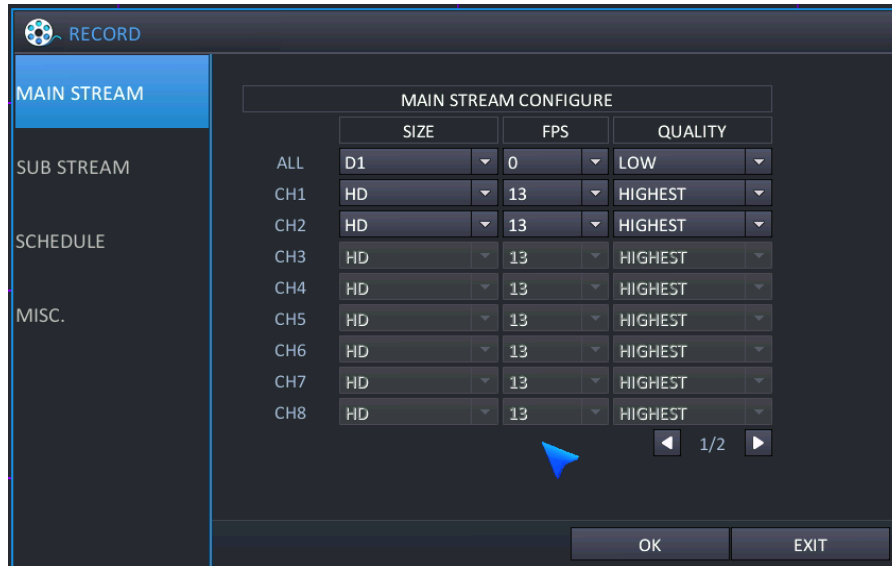 RECORD
MAIN STREAM
SUB STREAM
SCHEDULE
MISC.
MAIN STREAM CONFIGURE
SIZE FPS QUALITY
ALL D1 0 LOW
CH1 HD 13 HIGHEST
CH2 HD 13 HIGHEST
CH3 HD 13 HIGHEST
CH4 HD 13 HIGHEST
CH5 HD 13 HIGHEST
CH6 HD 13 HIGHEST
CH7 HD 13 HIGHEST
CH8 HD 13 HIGHEST
1/2
OK EXIT